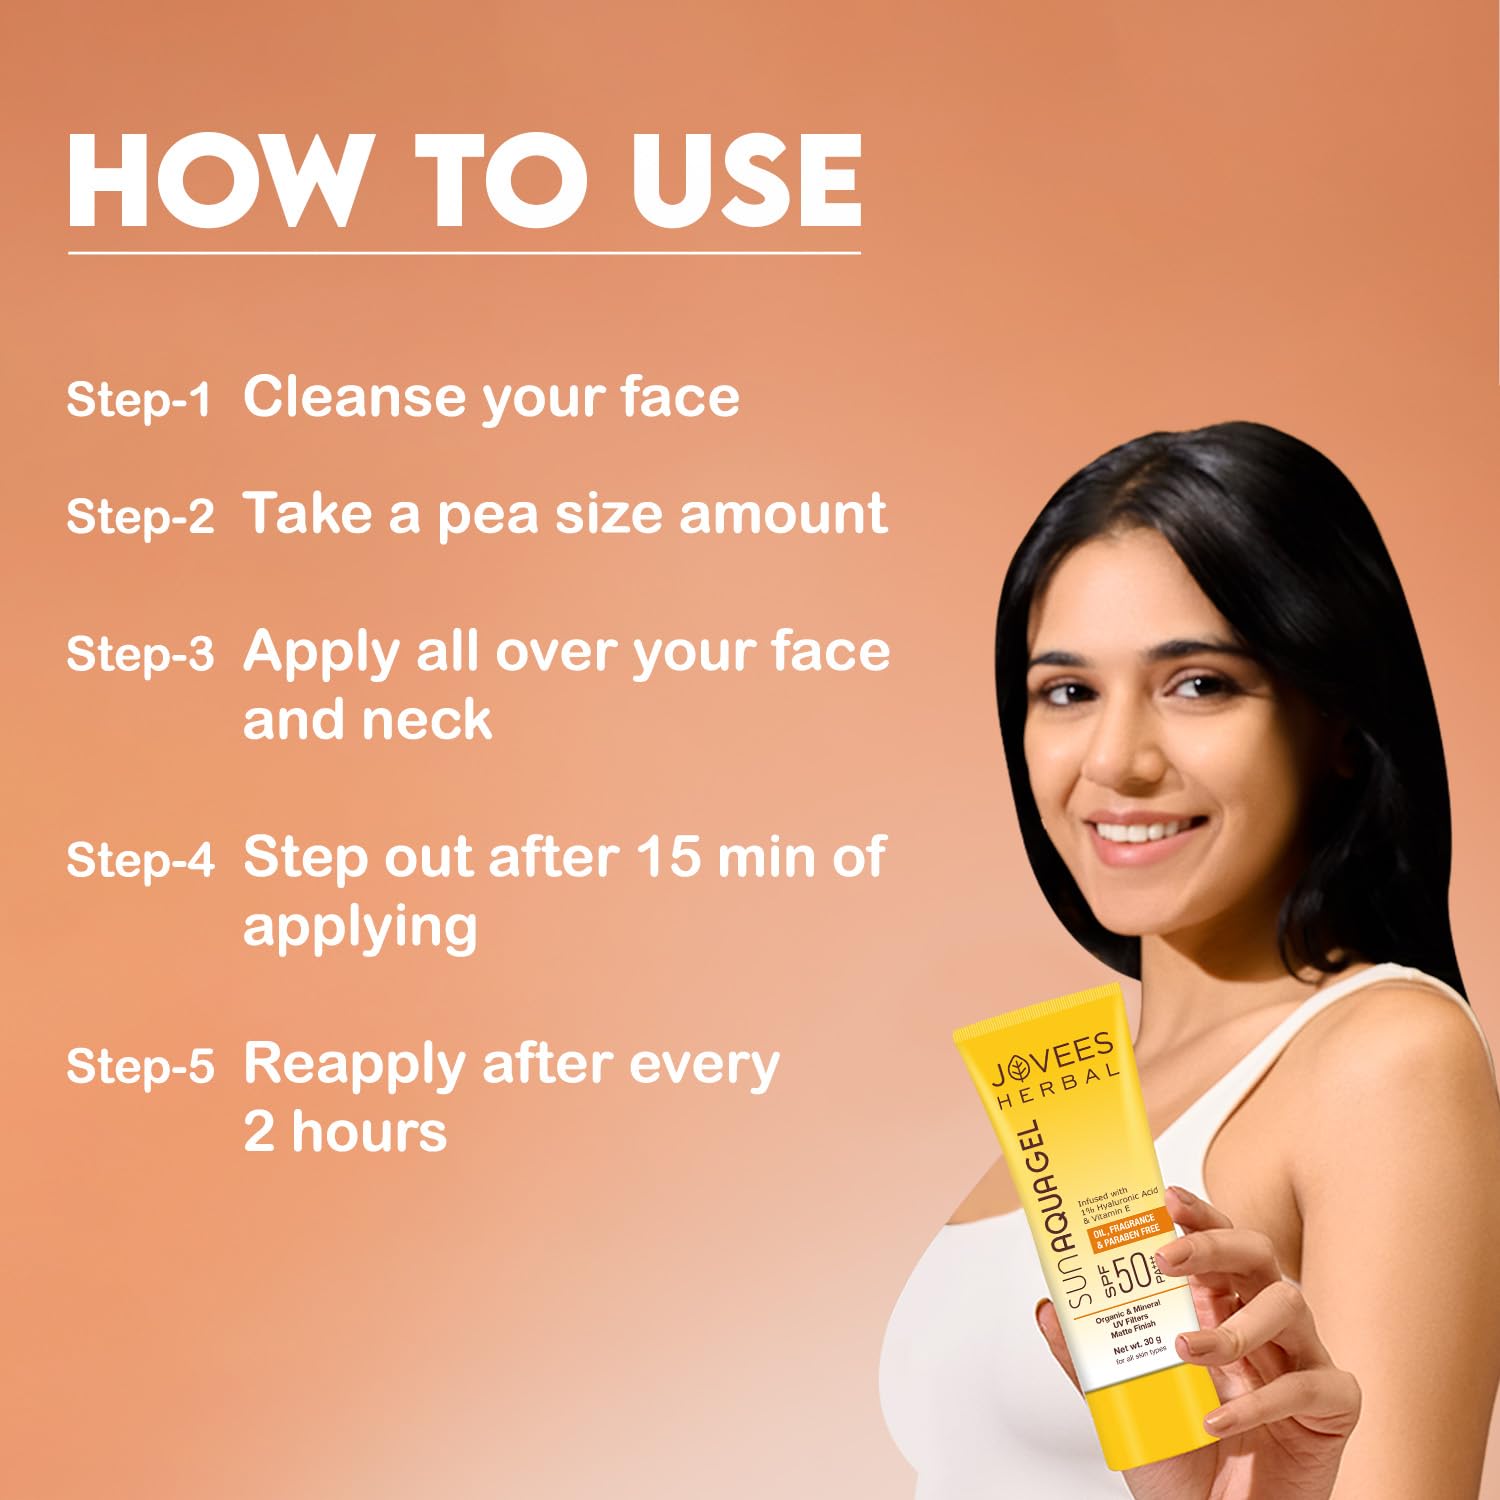 HOW TO USE
Step-1 Cleanse your face
Step-2 Take a pea size amount
Step-3 Apply all over your face
and neck
Step-4 Step out after 15 min of
applying
Step-5 Reapply after every
2 hours
JOVEES
HERBAL
SUN AQUAGEL
Infused with
1% Hyaluronic Acid
& Vitamin E
OIL, FRAGRANCE
& PARABEN FREE
SPF 50
Organic & Mineral
UV Filters
Matte Finish
Net wt. 30 g
for all skin types